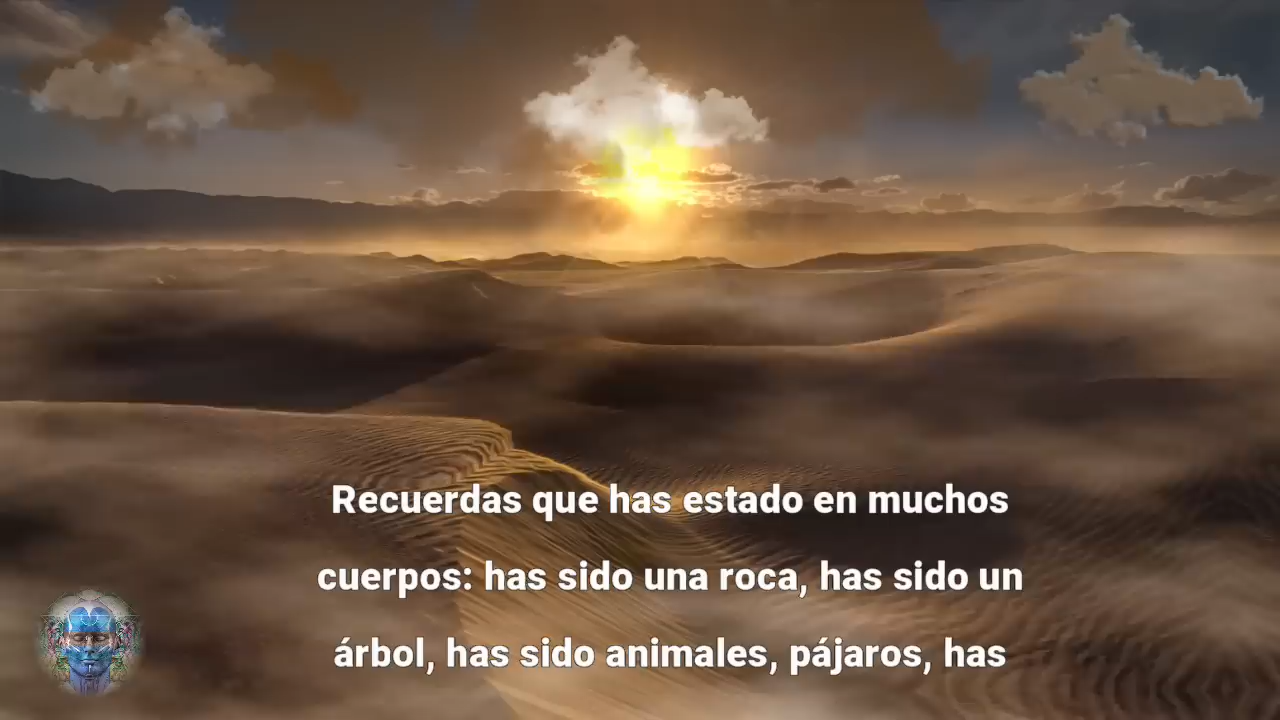 Recuerdas que has estado en muchos
cuerpos: has sido una roca, has sido un
árbol, has sido animales, pájaros, has